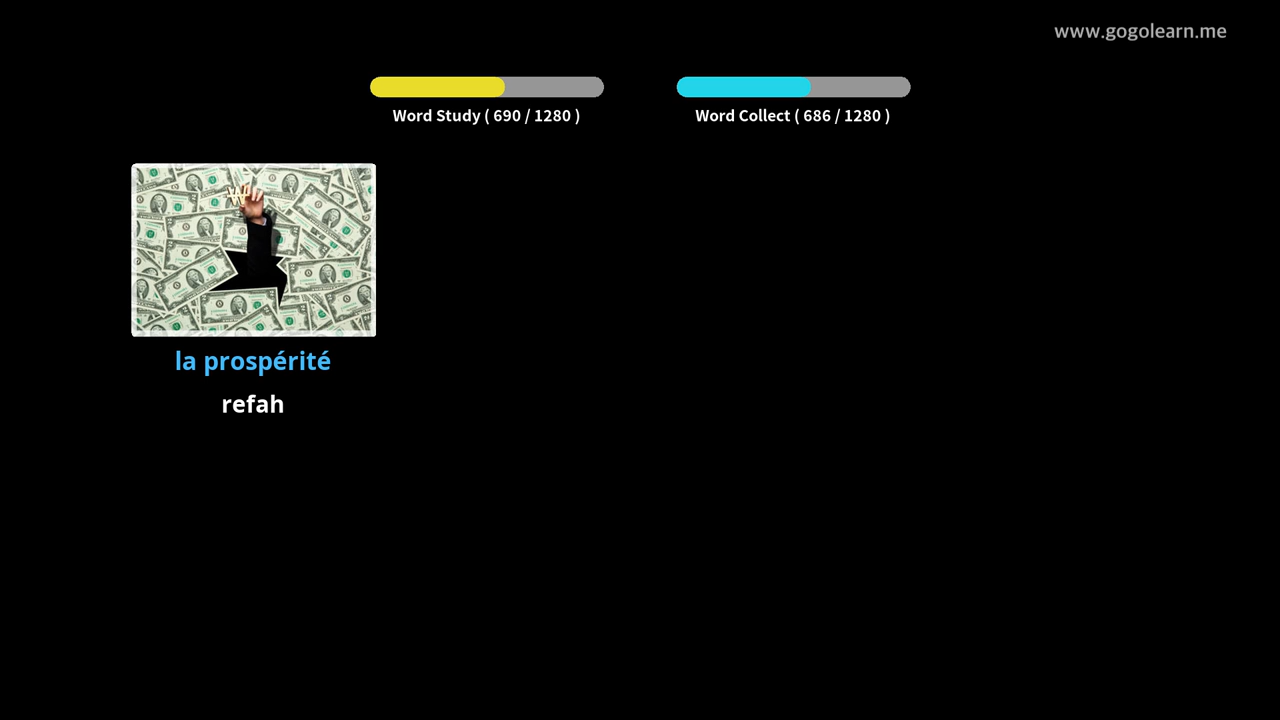 www.gogolearn.me
Word Study ( 690 / 1280 )
Word Collect ( 686 / 1280 )
la prospérité
refah